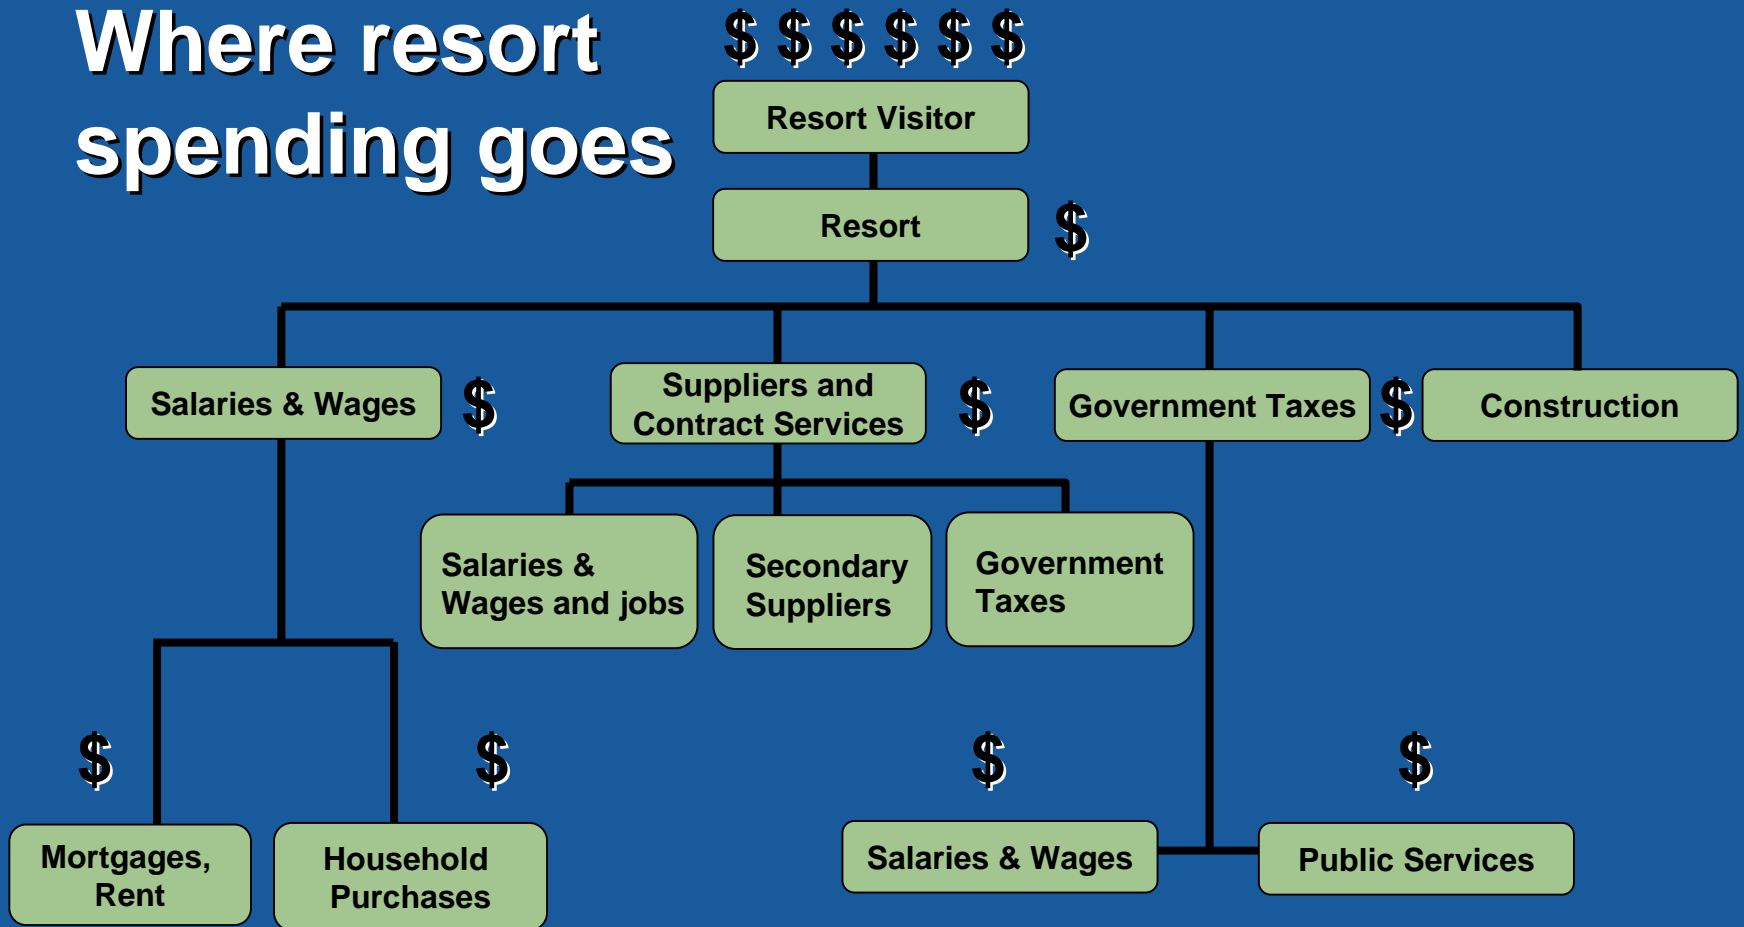 Where resort
spending goes
$ $ $ $ $ $
Resort Visitor
Resort
$
Salaries & Wages
$
Suppliers and
Contract Services
$
Government Taxes
$
Construction
Salaries &
Wages and jobs
Secondary
Suppliers
Government
Taxes
$
$
$
$
Mortgages,
Rent
Household
Purchases
Salaries & Wages
Public Services